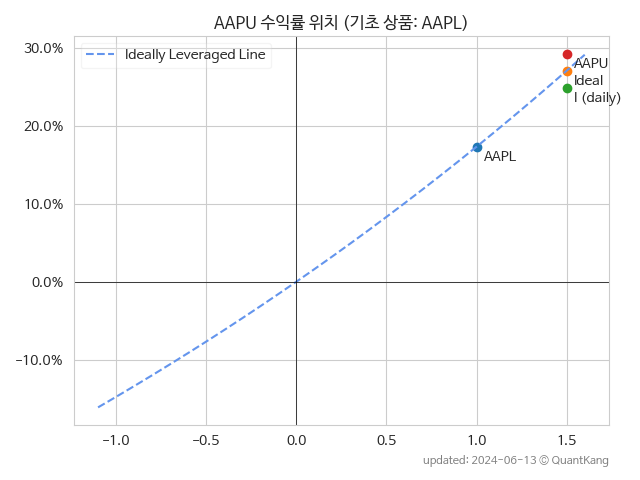 AAPU 수익률 위치 (기초 상품: AAPL)
Ideally Leveraged Line
30.0%
20.0%
10.0%
0.0%
−10.0%
AAPU
Ideal
I (daily)
AAPL
−1.0
−0.5
0.0
0.5
1.0
1.5
updated: 2024-06-13 © QuantKang